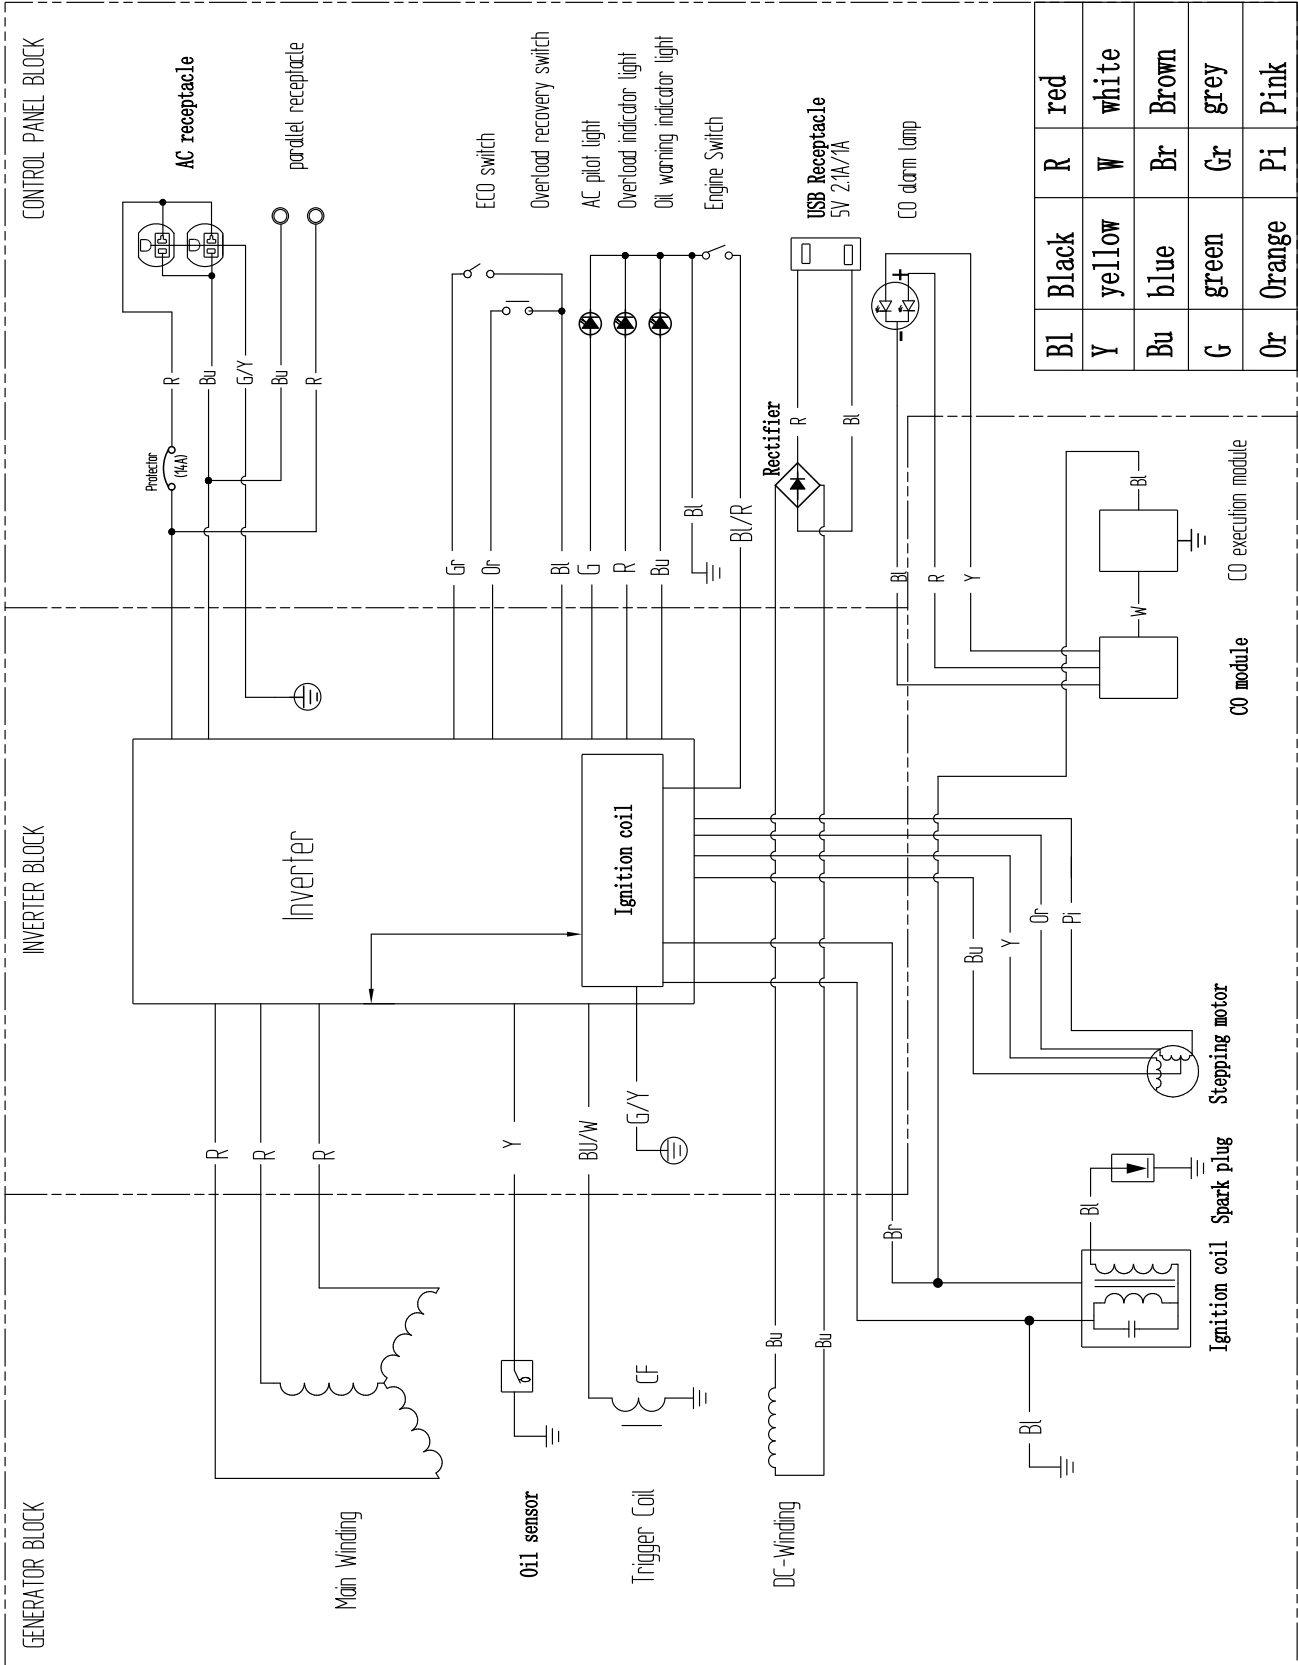 GENERATOR BLOCK
INVERTER BLOCK
CONTROL PANEL BLOCK
AC receptacle
parallel receptacle
Protector
(14A)
R
Bu
G/Y
Bu
R
ECO switch
Overload recovery switch
AC pilot light
Overload indicator light
Oil warning indicator light
Engine Switch
Gr
Or
Bl
G
R
Bu
Bl
Bl/R
USB Receptacle
5V 2.1A/1A
Rectifier
R
Bl
CO alarm lamp
+
-
Bl
R
Y
Bl
W
CO execution module
CO module
Inverter
Ignition coil
Main Winding
R
R
R
Oil sensor
Y
Trigger Coil
CF
BU/W
G/Y
DC-Winding
Bu
Bu
Br
Bl
Bl
Bu
Y
Or
Pi
Ignition coil
Spark plug
Stepping motor
Bl Black R red
Y yellow W white
Bu blue Br Brown
G green Gr grey
Or Orange Pi Pink